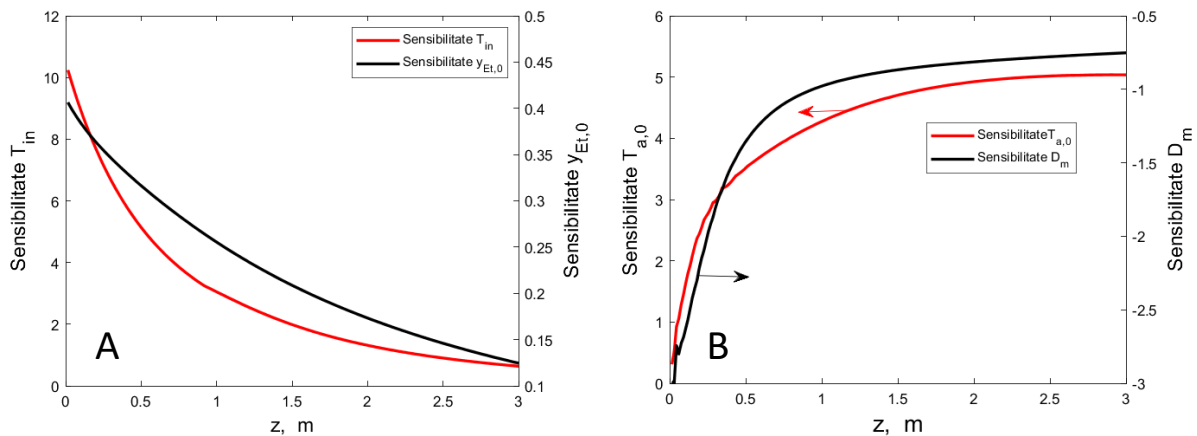 12
10
8
6
4
2
0
Sensibilitate T_in
0.5
0.45
0.4
0.35
0.3
0.25
0.2
0.15
0.1
Sensibilitate y_Et,0
Sensibilitate T_in
Sensibilitate y_Et,0
A
0 0.5 1 1.5 2 2.5 3
z, m
6
5
4
3
2
1
0
Sensibilitate T_a,0
-0.5
-1
-1.5
-2
-2.5
-3
Sensibilitate D_m
SensibilitateT_a,0
Sensibilitate D_m
B
0 0.5 1 1.5 2 2.5 3
z, m